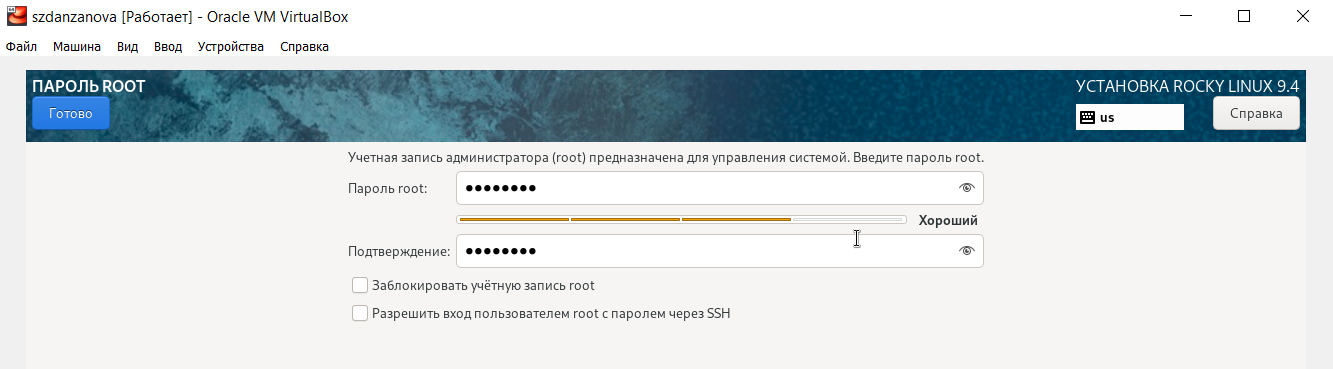 szdanzanova [Работает] - Oracle VM VirtualBox
Файл Машина Вид Ввод Устройства Справка
ПАРОЛЬ ROOT
Готово
УСТАНОВКА ROCKY LINUX 9.4
us
Справка
Учетная запись администратора (root) предназначена для управления системой. Введите пароль root.
Пароль root: ●●●●●●●●
Хороший
Подтверждение: ●●●●●●●●
Заблокировать учётную запись root
Разрешить вход пользователем root с паролем через SSH